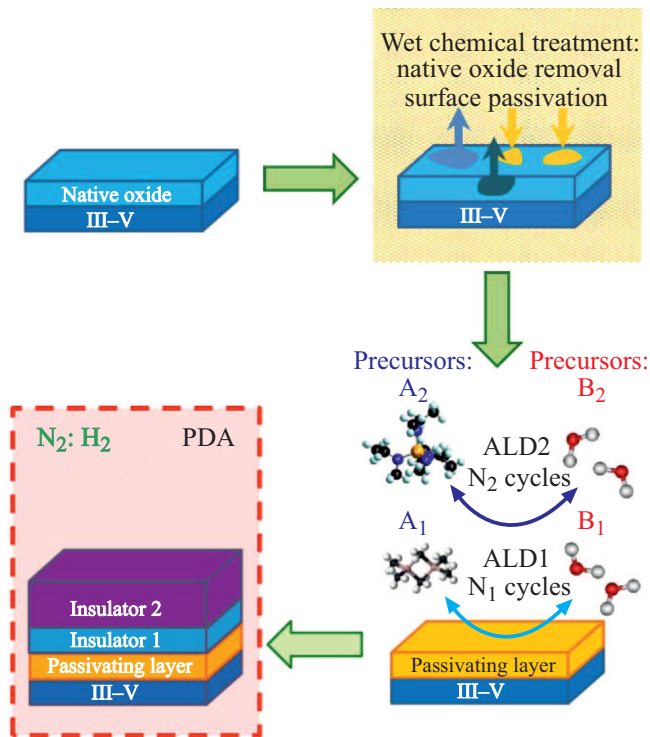 Wet chemical treatment:
native oxide removal
surface passivation
Native oxide
III–V
III–V
Precursors:
A₂
Precursors:
B₂
ALD2
N₂ cycles
A₁
B₁
ALD1
N₁ cycles
Passivating layer
III–V
N₂: H₂
PDA
Insulator 2
Insulator 1
Passivating layer
III–V